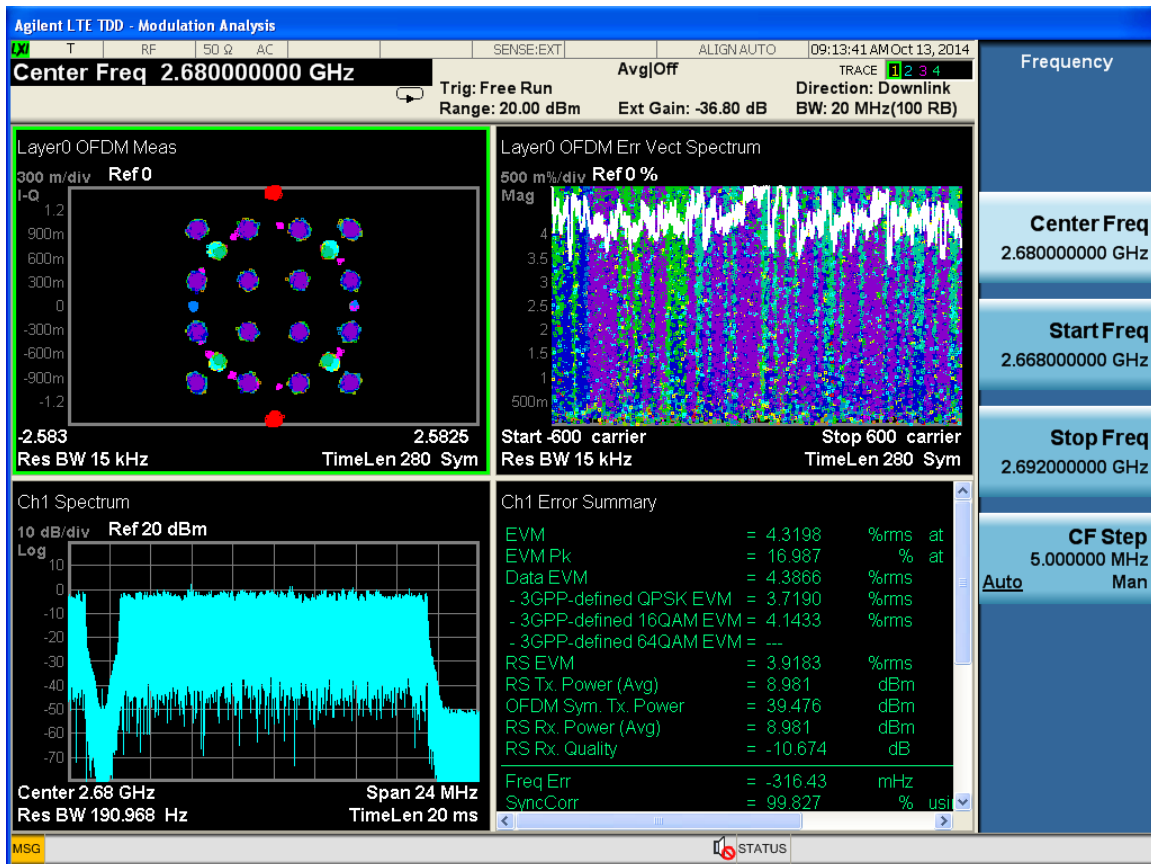 Agilent LTE TDD - Modulation Analysis
LXI T RF 50 Ω AC SENSE:EXT ALIGN AUTO 09:13:41 AM Oct 13, 2014
Center Freq 2.680000000 GHz
Avg|Off
TRACE 1 2 3 4
Trig: Free Run
Direction: Downlink
Range: 20.00 dBm Ext Gain: -36.80 dB BW: 20 MHz(100 RB)
Layer0 OFDM Meas
300 m/div Ref 0
I-Q
1.2
900m
600m
300m
0
-300m
-600m
-900m
-1.2
-2.583 2.5825
Res BW 15 kHz TimeLen 280 Sym
Layer0 OFDM Err Vect Spectrum
500 m%/div Ref 0 %
Mag
4
3.5
3
2.5
2
1.5
1
500m
Start -600 carrier Stop 600 carrier
Res BW 15 kHz TimeLen 280 Sym
Ch1 Spectrum
10 dB/div Ref 20 dBm
Log
10
0
-10
-20
-30
-40
-50
-60
-70
Center 2.68 GHz Span 24 MHz
Res BW 190.968 Hz TimeLen 20 ms
Ch1 Error Summary
EVM = 4.3198 %rms at
EVM Pk = 16.987 % at
Data EVM = 4.3866 %rms
- 3GPP-defined QPSK EVM = 3.7190 %rms
- 3GPP-defined 16QAM EVM = 4.1433 %rms
- 3GPP-defined 64QAM EVM = ---
RS EVM = 3.9183 %rms
RS Tx. Power (Avg) = 8.981 dBm
OFDM Sym. Tx. Power = 39.476 dBm
RS Rx. Power (Avg) = 8.981 dBm
RS Rx. Quality = -10.674 dB
Freq Err = -316.43 mHz
SyncCorr = 99.827 % usi
Frequency
Center Freq
2.680000000 GHz
Start Freq
2.668000000 GHz
Stop Freq
2.692000000 GHz
CF Step
5.000000 MHz
Auto Man
MSG STATUS